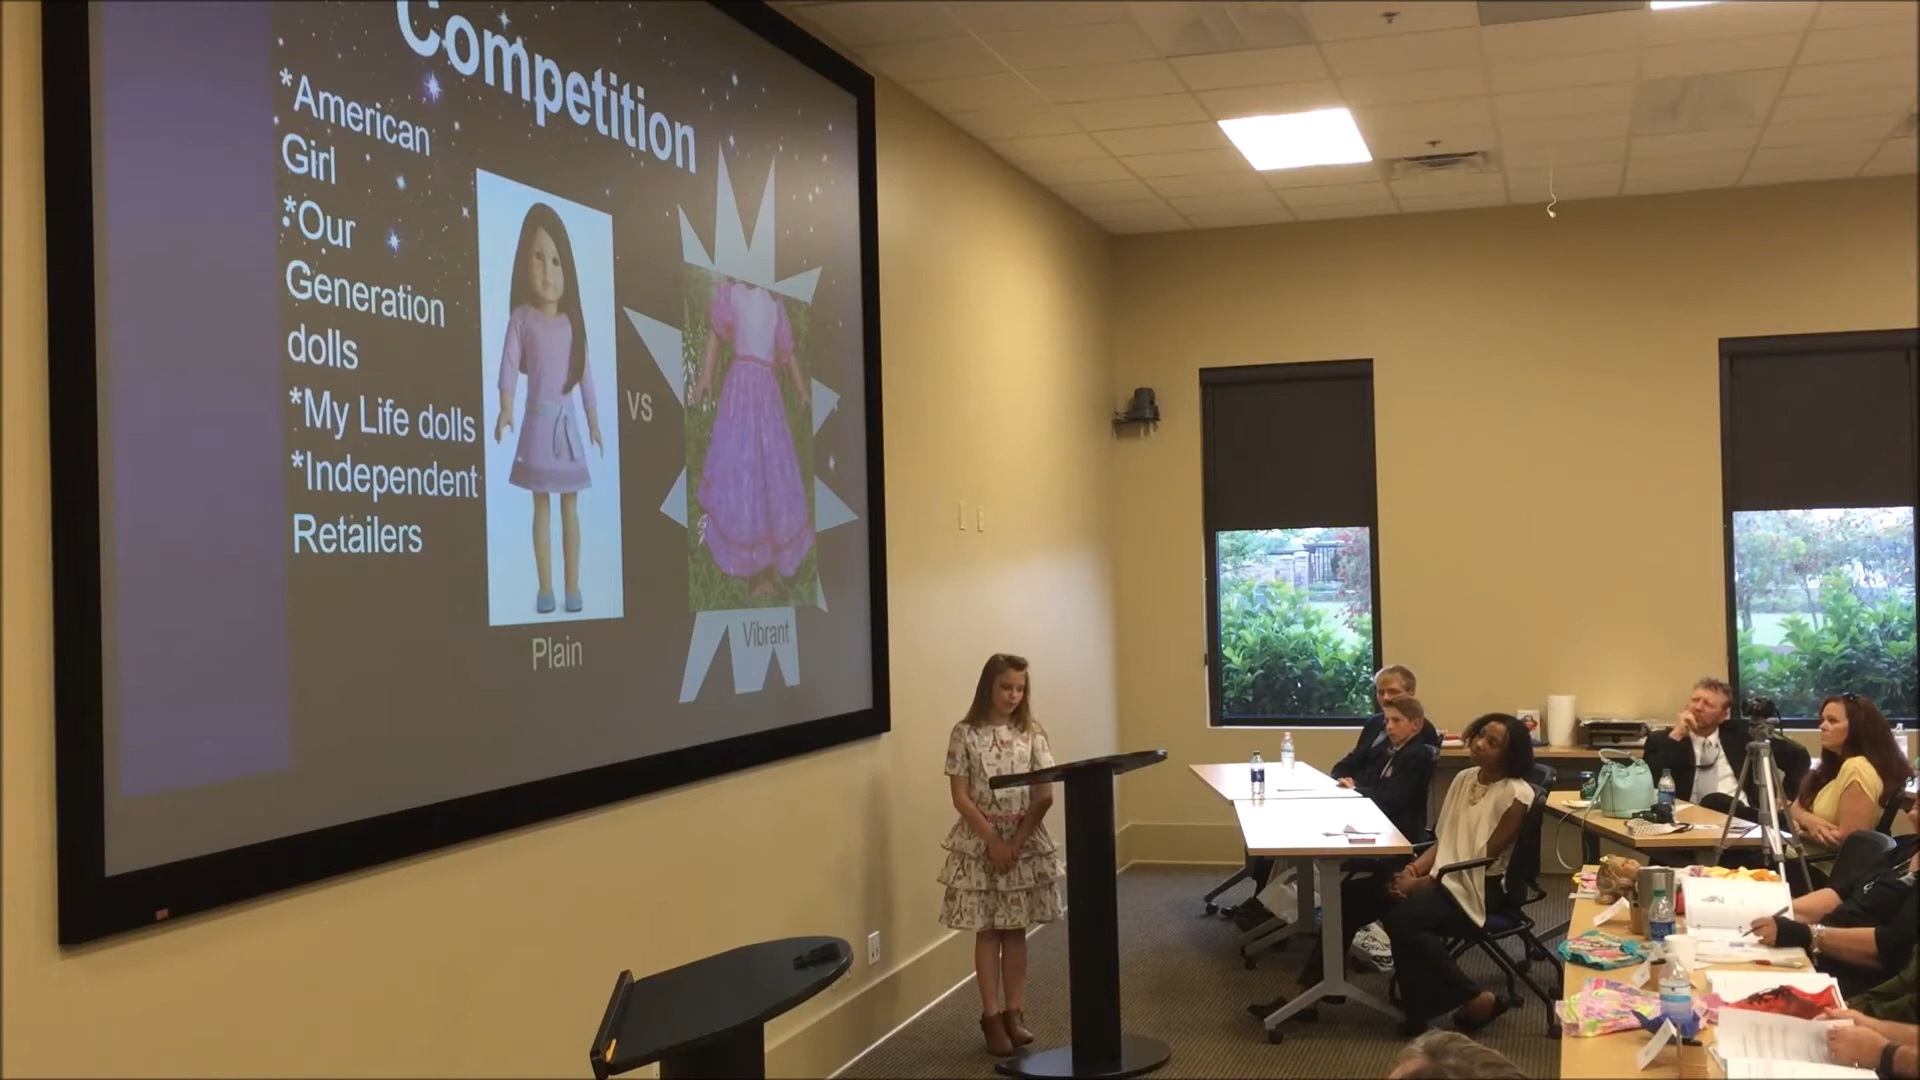 Competition
*American
Girl
*Our
Generation
dolls
*My Life dolls
*Independent
Retailers
vs
Plain
Vibrant